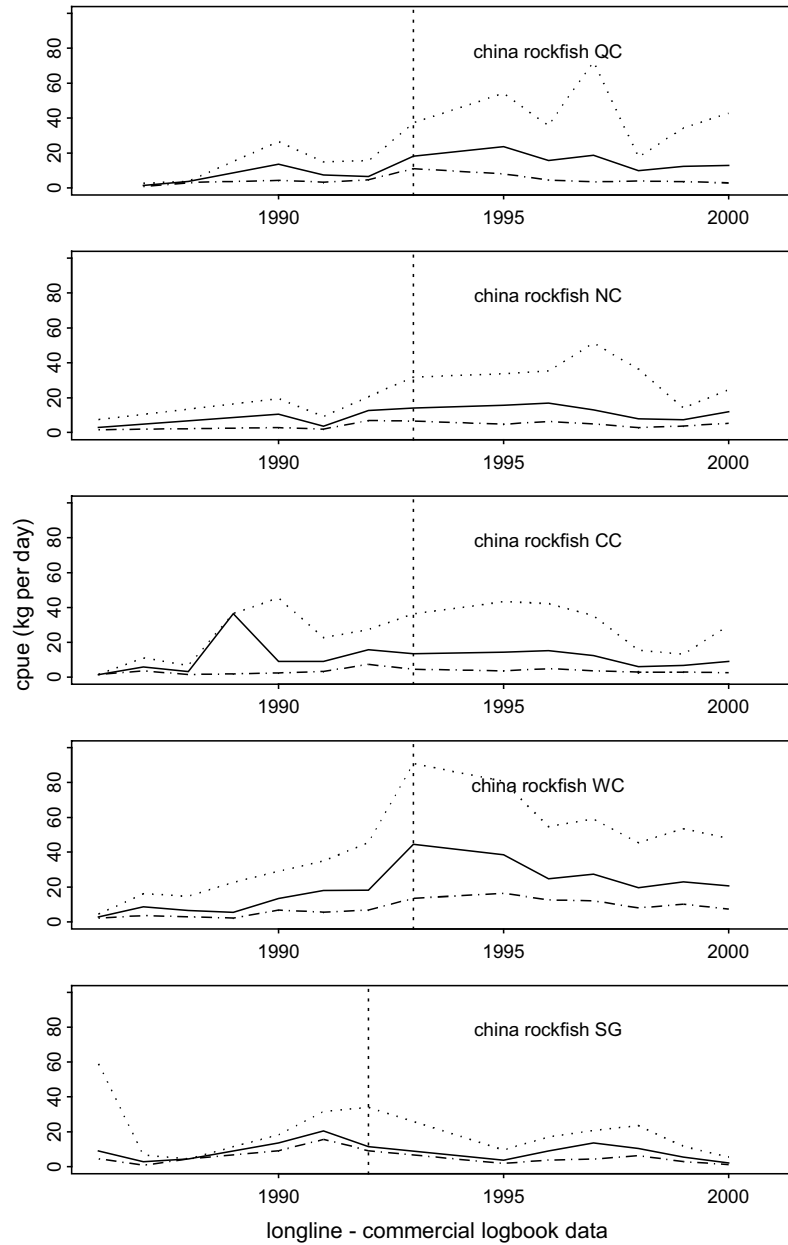 china rockfish QC
0 20 40 60 80
1990 1995 2000
china rockfish NC
0 20 40 60 80
1990 1995 2000
china rockfish CC
0 20 40 60 80
1990 1995 2000
cpue (kg per day)
china rockfish WC
0 20 40 60 80
1990 1995 2000
china rockfish SG
0 20 40 60 80
1990 1995 2000
longline - commercial logbook data